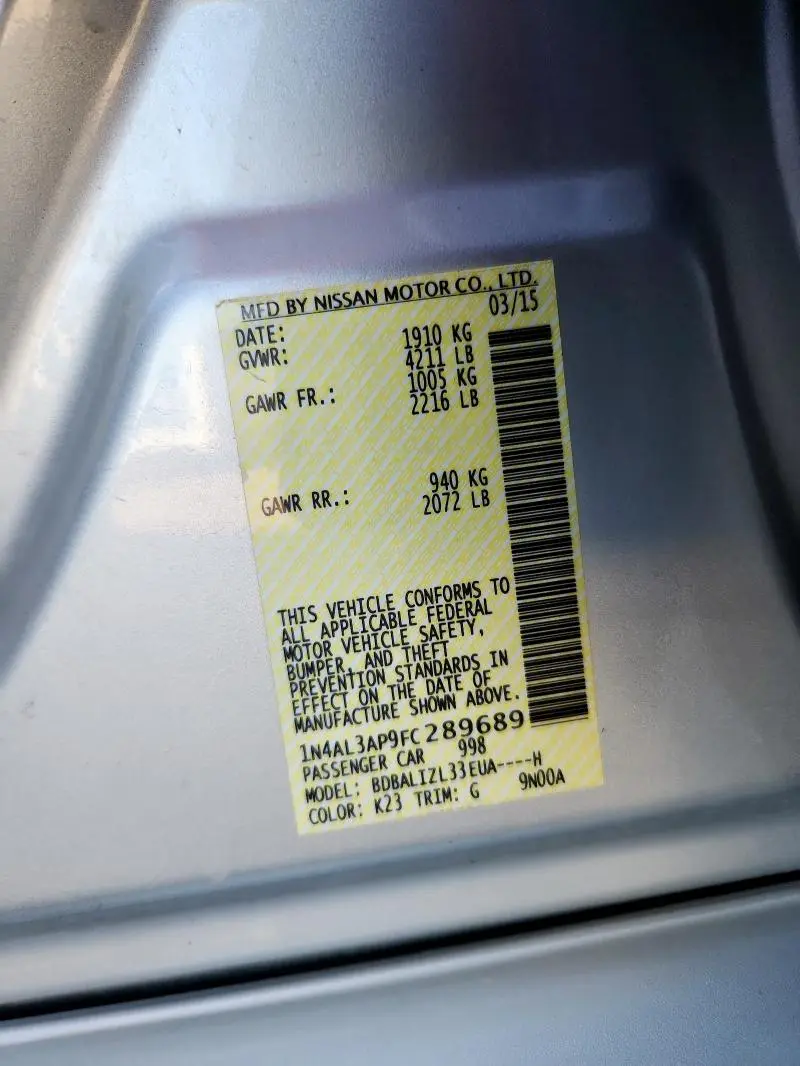 MFD BY NISSAN MOTOR CO., LTD.
DATE: 03/15
GVWR: 1910 KG
4211 LB
GAWR FR.: 1005 KG
2216 LB
GAWR RR.: 940 KG
2072 LB
THIS VEHICLE CONFORMS TO
ALL APPLICABLE FEDERAL
MOTOR VEHICLE SAFETY,
BUMPER, AND THEFT
PREVENTION STANDARDS IN
EFFECT ON THE DATE OF
MANUFACTURE SHOWN ABOVE.
1N4AL3AP9FC289689
PASSENGER CAR 998
MODEL: BDBALIZL33EUA----H
COLOR: K23 TRIM: G 9N00A